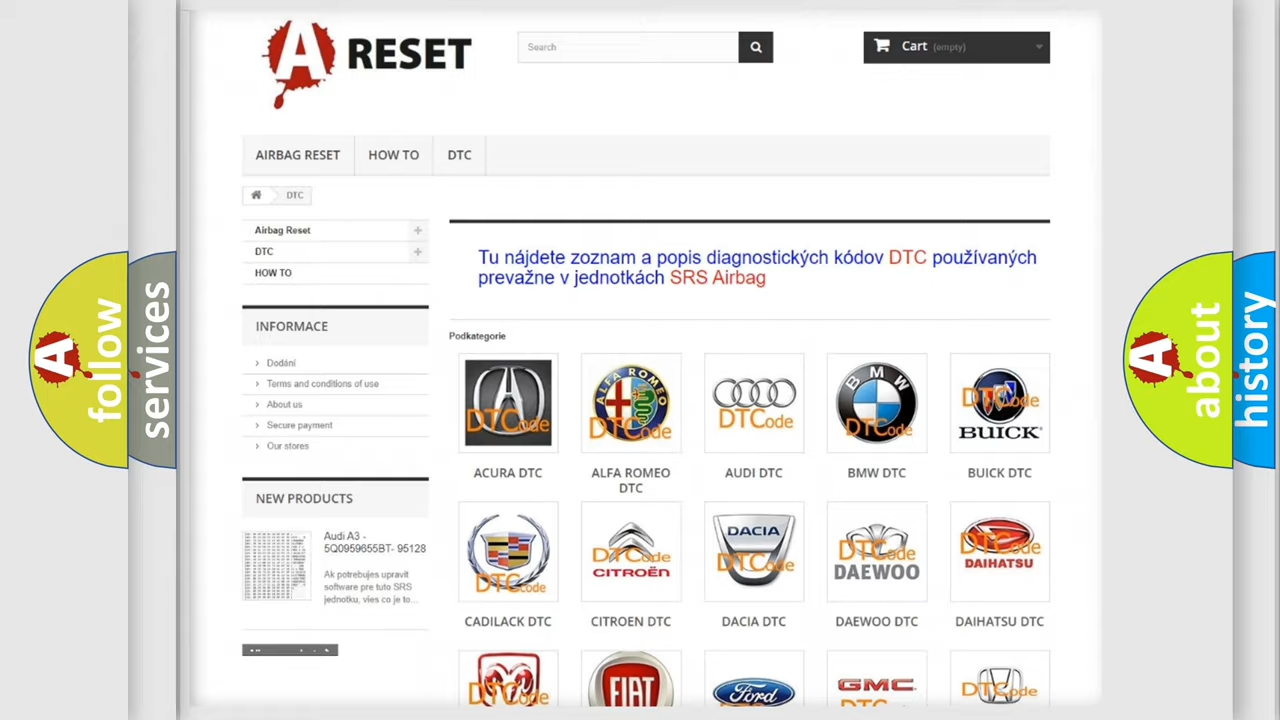 A RESET
Search
Cart (empty)
AIRBAG RESET
HOW TO
DTC
DTC
Airbag Reset
DTC
HOW TO
INFORMACE
Dodání
Terms and conditions of use
About us
Secure payment
Our stores
NEW PRODUCTS
Audi A3 -
5Q0959655BT- 95128
Ak potrebujes upravit
software pre tuto SRS
jednotku, vies co je to...
Tu nájdete zoznam a popis diagnostických kódov DTC používaných
prevažne v jednotkách SRS Airbag
Podkategorie
DTCode
ALFA ROMEO
DTCode
DTCode
BMW
DTCode
DTCode
BUICK
ACURA DTC
ALFA ROMEO
DTC
AUDI DTC
BMW DTC
BUICK DTC
DTCode
DTCode
CITROËN
DACIA
DTCode
DTCode
DAEWOO
DTCode
DAIHATSU
CADILACK DTC
CITROEN DTC
DACIA DTC
DAEWOO DTC
DAIHATSU DTC
DTCode
FIAT
Ford
GMC
DTCode
A follow
services
A about
history